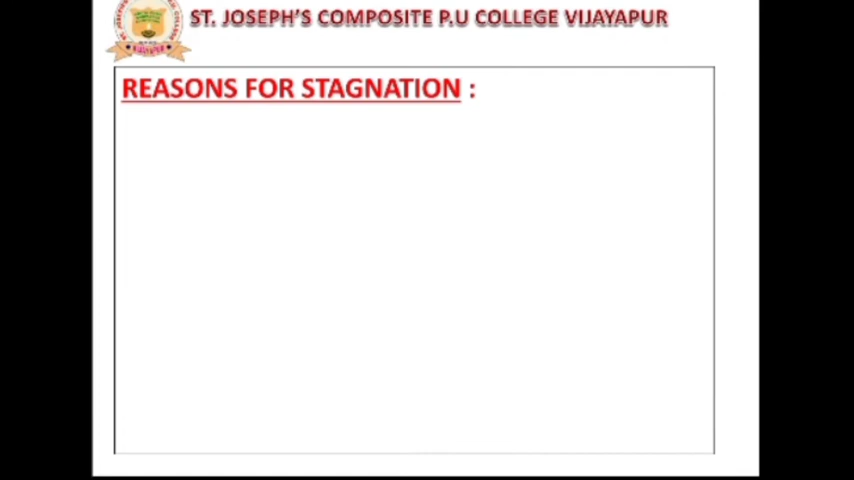 ST. JOSEPH'S COMPOSITE P.U COLLEGE VIJAYAPUR
REASONS FOR STAGNATION :